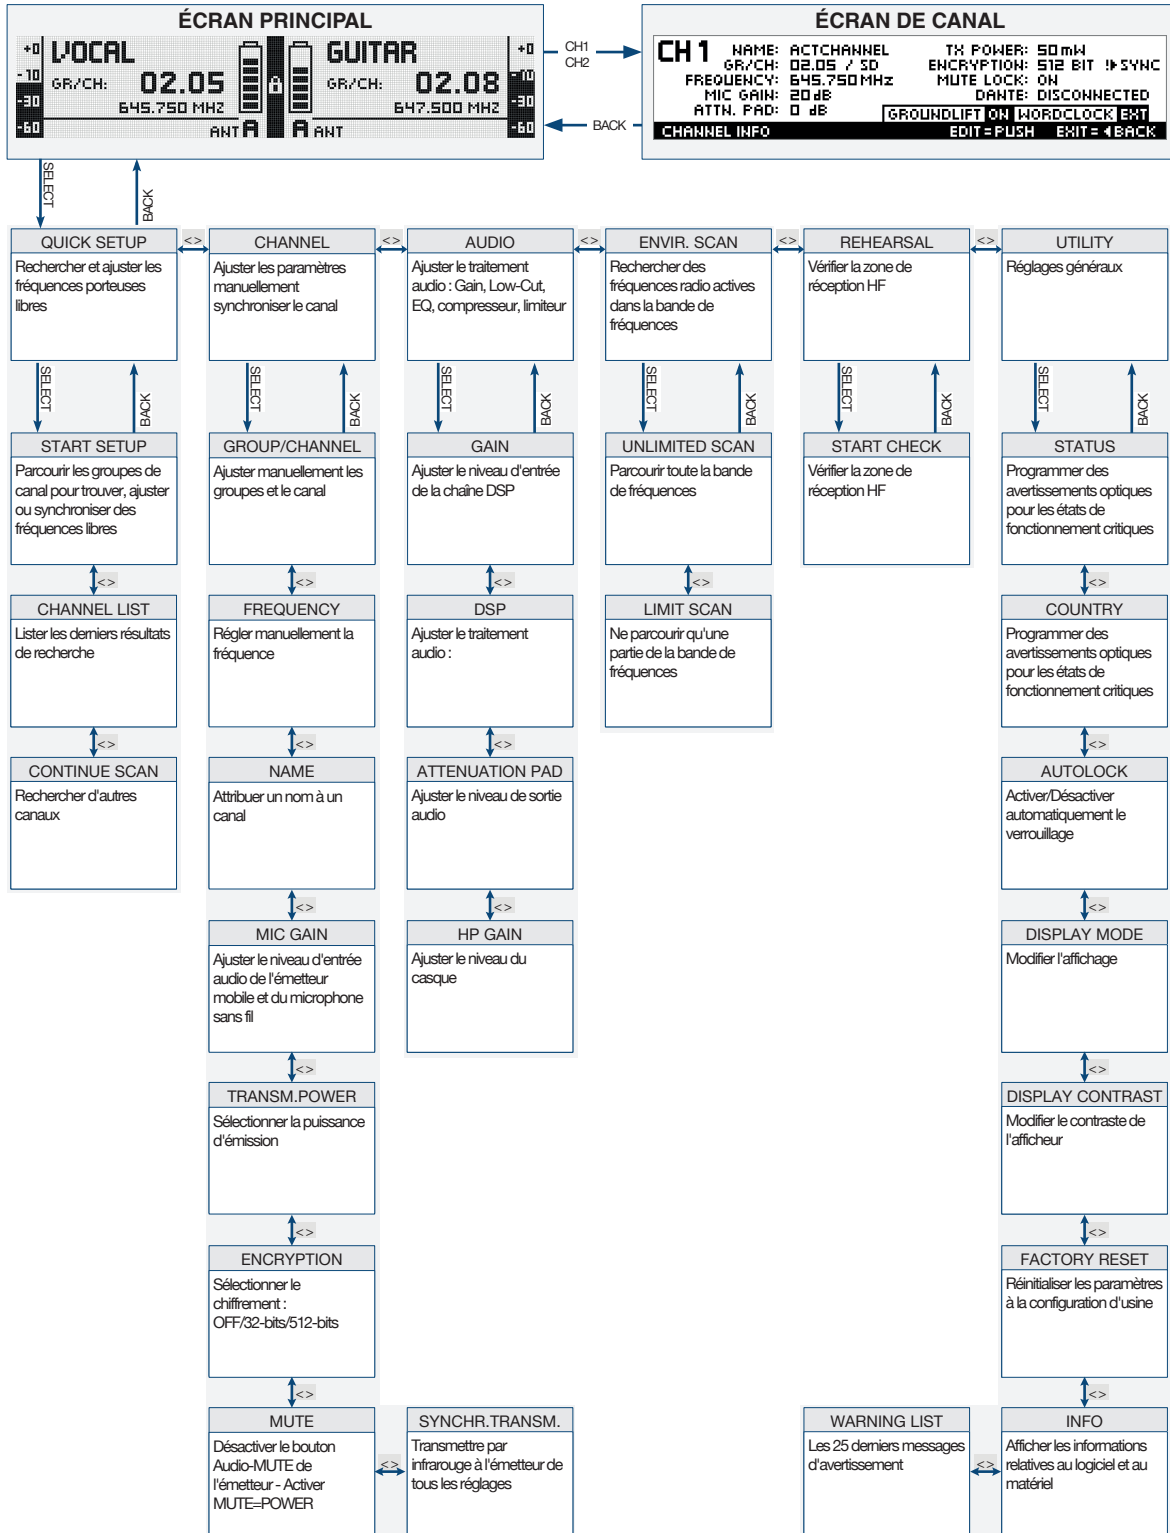 ÉCRAN PRINCIPAL
+0 VOCAL GUITAR +0
-10 GR/CH: 02.05 GR/CH: 02.08 -10
-30 645.750 MHZ 647.500 MHZ -30
-60 ANT A A ANT -60
CH1
CH2
BACK
ÉCRAN DE CANAL
CH 1 NAME: ACTCHANNEL TX POWER: 50 mW
GR/CH: 02.05 / SD ENCRYPTION: 512 BIT SYNC
FREQUENCY: 645.750 MHz MUTE LOCK: ON
MIC GAIN: 20 dB DANTE: DISCONNECTED
ATTN. PAD: 0 dB GROUNDLIFT ON WORDCLOCK EXT
CHANNEL INFO EDIT = PUSH EXIT = BACK
SELECT
BACK
QUICK SETUP <> CHANNEL <> AUDIO <> ENVIR. SCAN <> REHEARSAL <> UTILITY
Rechercher et ajuster les
fréquences porteuses
libres
Ajuster les paramètres
manuellement
synchroniser le canal
Ajuster le traitement
audio : Gain, Low-Cut,
EQ, compresseur, limiteur
Rechercher des
fréquences radio actives
dans la bande de
fréquences
Vérifier la zone de
réception HF
Réglages généraux
SELECT BACK SELECT BACK SELECT BACK SELECT BACK SELECT BACK SELECT BACK
START SETUP
Parcourir les groupes de
canal pour trouver, ajuster
ou synchroniser des
fréquences libres
<>
CHANNEL LIST
Lister les derniers résultats
de recherche
<>
CONTINUE SCAN
Rechercher d'autres
canaux
GROUP/CHANNEL
Ajuster manuellement les
groupes et le canal
<>
FREQUENCY
Régler manuellement la
fréquence
<>
NAME
Attribuer un nom à un
canal
<>
MIC GAIN
Ajuster le niveau d'entrée
audio de l'émetteur
mobile et du microphone
sans fil
<>
TRANSM.POWER
Sélectionner la puissance
d'émission
<>
ENCRYPTION
Sélectionner le
chiffrement :
OFF/32-bits/512-bits
<>
MUTE
Désactiver le bouton
Audio-MUTE de
l'émetteur - Activer
MUTE=POWER
<>
SYNCHR.TRANSM.
Transmettre par
infrarouge à l'émetteur de
tous les réglages
GAIN
Ajuster le niveau d'entrée
de la chaîne DSP
<>
DSP
Ajuster le traitement
audio :
<>
ATTENUATION PAD
Ajuster le niveau de sortie
audio
<>
HP GAIN
Ajuster le niveau du
casque
UNLIMITED SCAN
Parcourir toute la bande
de fréquences
<>
LIMIT SCAN
Ne parcourir qu'une
partie de la bande de
fréquences
START CHECK
Vérifier la zone de
réception HF
STATUS
Programmer des
avertissements optiques
pour les états de
fonctionnement critiques
<>
COUNTRY
Programmer des
avertissements optiques
pour les états de
fonctionnement critiques
<>
AUTOLOCK
Activer/Désactiver
automatiquement le
verrouillage
<>
DISPLAY MODE
Modifier l'affichage
<>
DISPLAY CONTRAST
Modifier le contraste de
l'afficheur
<>
FACTORY RESET
Réinitialiser les paramètres
à la configuration d'usine
<>
WARNING LIST
Les 25 derniers messages
d'avertissement
<>
INFO
Afficher les informations
relatives au logiciel et au
matériel